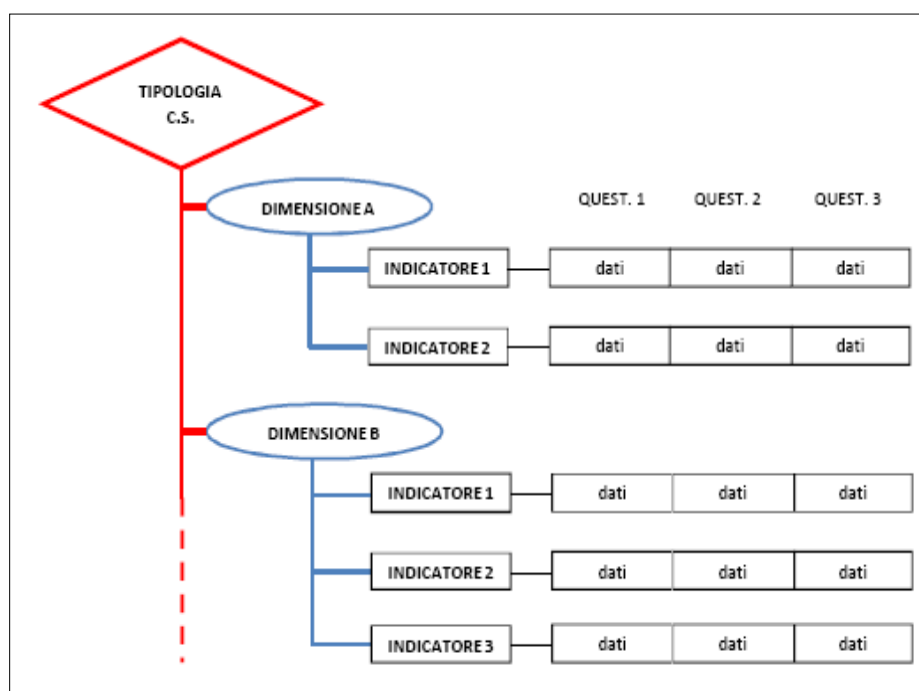 TIPOLOGIA
C.S.
DIMENSIONE A
QUEST. 1 QUEST. 2 QUEST. 3
INDICATORE 1 dati dati dati
INDICATORE 2 dati dati dati
DIMENSIONE B
INDICATORE 1 dati dati dati
INDICATORE 2 dati dati dati
INDICATORE 3 dati dati dati